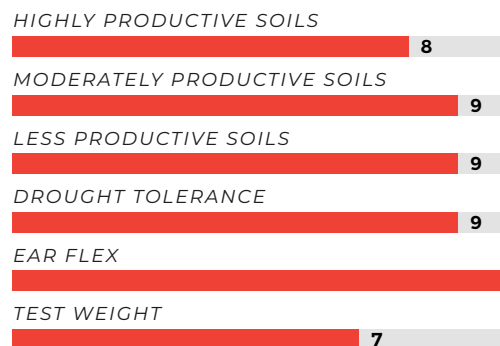 HIGHLY PRODUCTIVE SOILS
8
MODERATELY PRODUCTIVE SOILS
9
LESS PRODUCTIVE SOILS
9
DROUGHT TOLERANCE
9
EAR FLEX
TEST WEIGHT
7